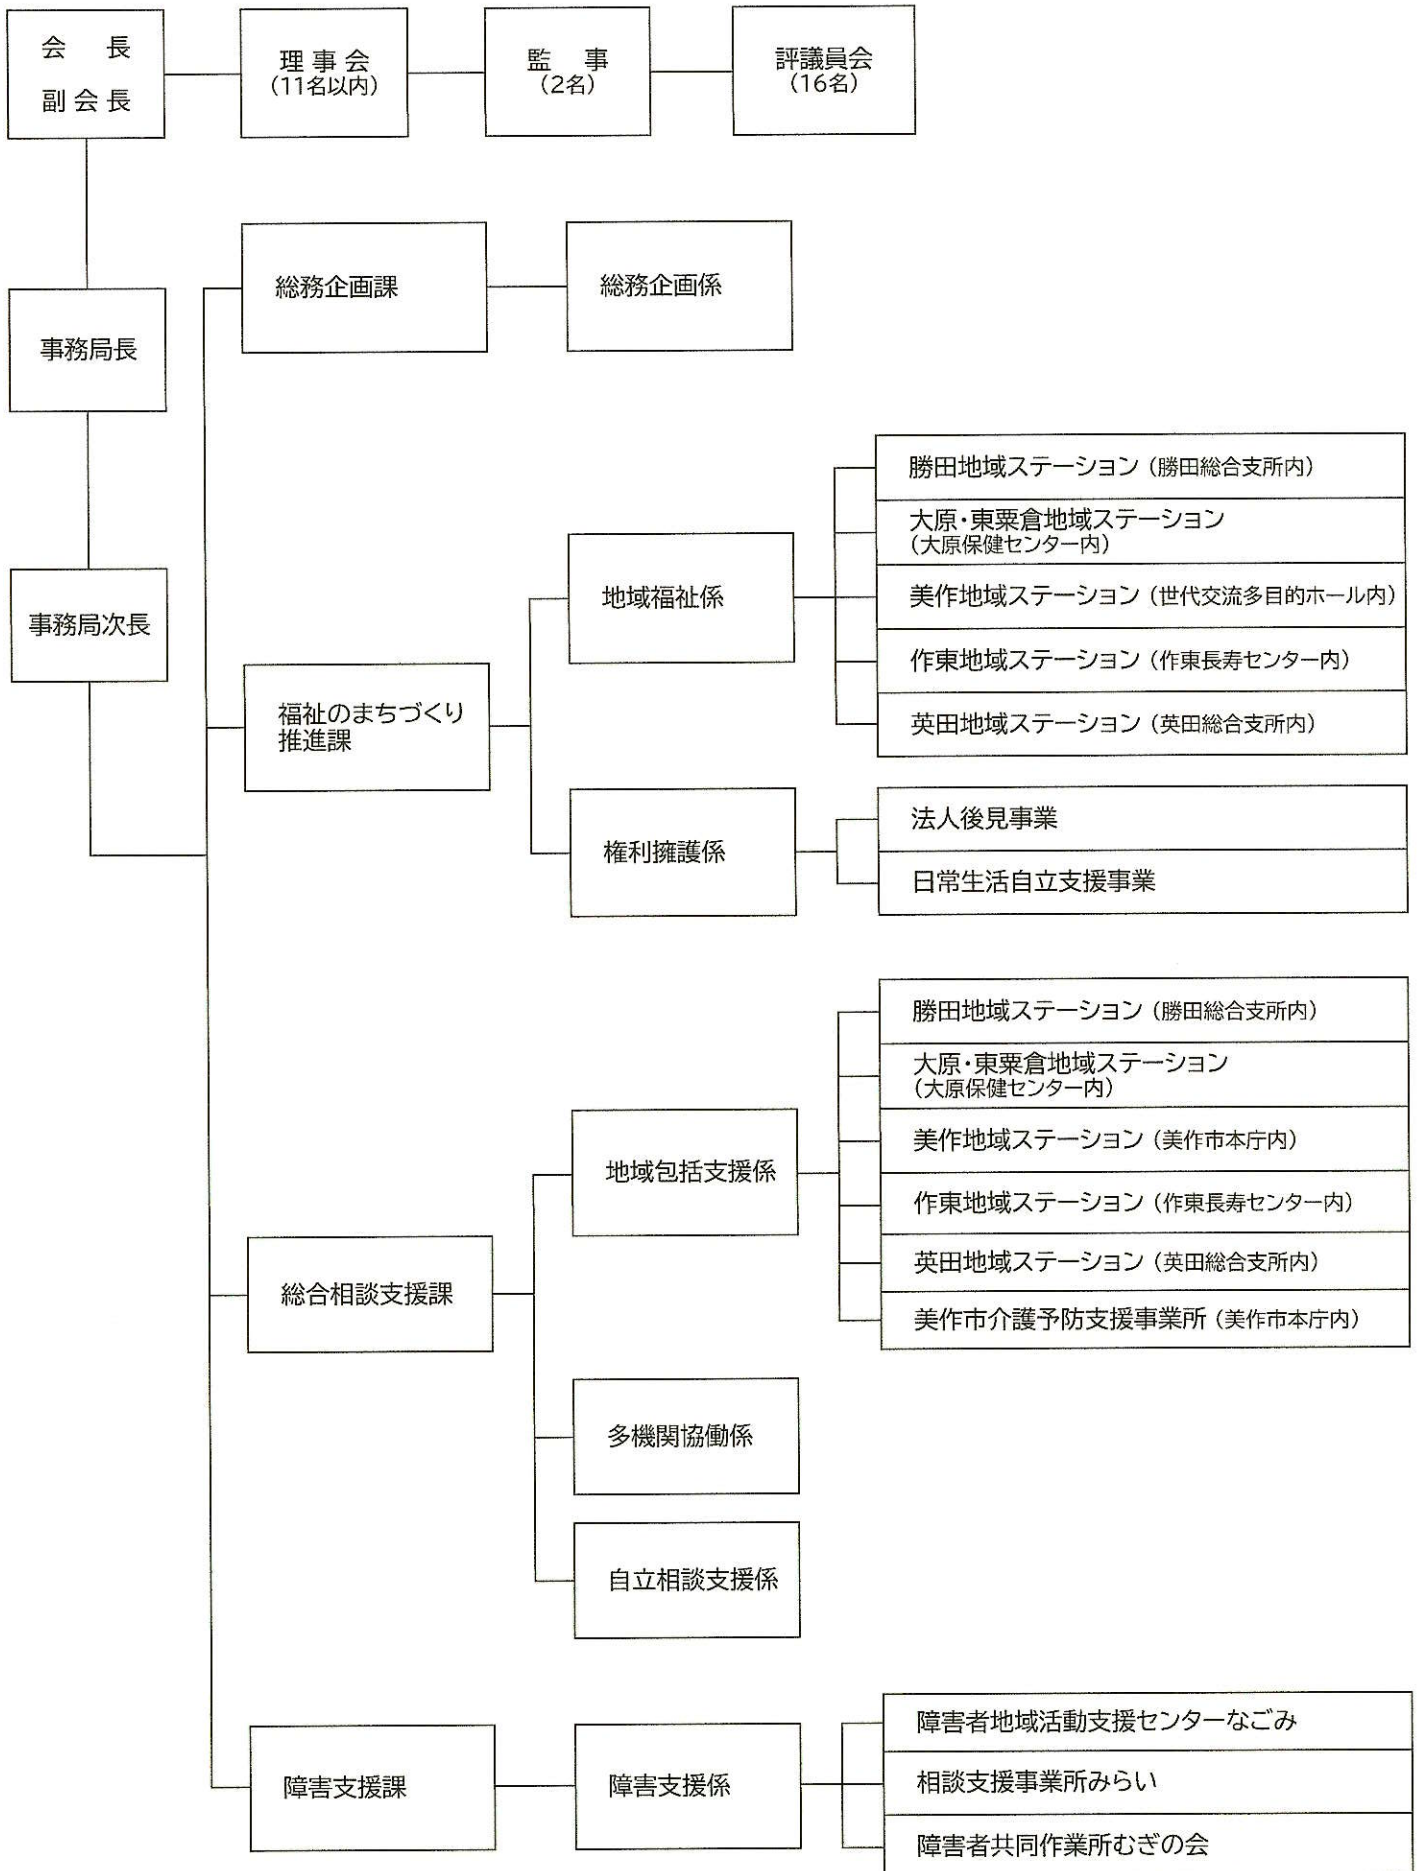 会　長
副会長
理事会
(11名以内)
監　事
(2名)
評議員会
(16名)
事務局長
事務局次長
総務企画課
総務企画係
福祉のまちづくり
推進課
地域福祉係
勝田地域ステーション（勝田総合支所内）
大原・東粟倉地域ステーション
（大原保健センター内）
美作地域ステーション（世代交流多目的ホール内）
作東地域ステーション（作東長寿センター内）
英田地域ステーション（英田総合支所内）
権利擁護係
法人後見事業
日常生活自立支援事業
総合相談支援課
地域包括支援係
勝田地域ステーション（勝田総合支所内）
大原・東粟倉地域ステーション
（大原保健センター内）
美作地域ステーション（美作市本庁内）
作東地域ステーション（作東長寿センター内）
英田地域ステーション（英田総合支所内）
美作市介護予防支援事業所（美作市本庁内）
多機関協働係
自立相談支援係
障害支援課
障害支援係
障害者地域活動支援センターなごみ
相談支援事業所みらい
障害者共同作業所むぎの会